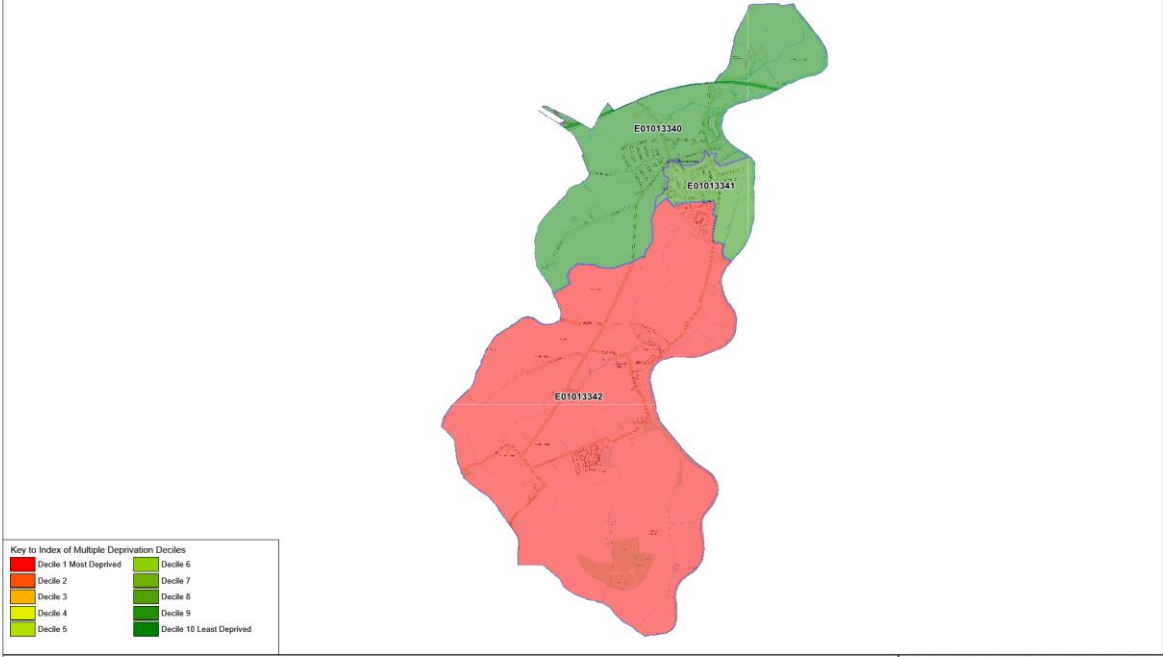 E01013340
E01013341
E01013342
Key to Index of Multiple Deprivation Deciles
Decile 1 Most Deprived
Decile 2
Decile 3
Decile 4
Decile 5
Decile 6
Decile 7
Decile 8
Decile 9
Decile 10 Least Deprived